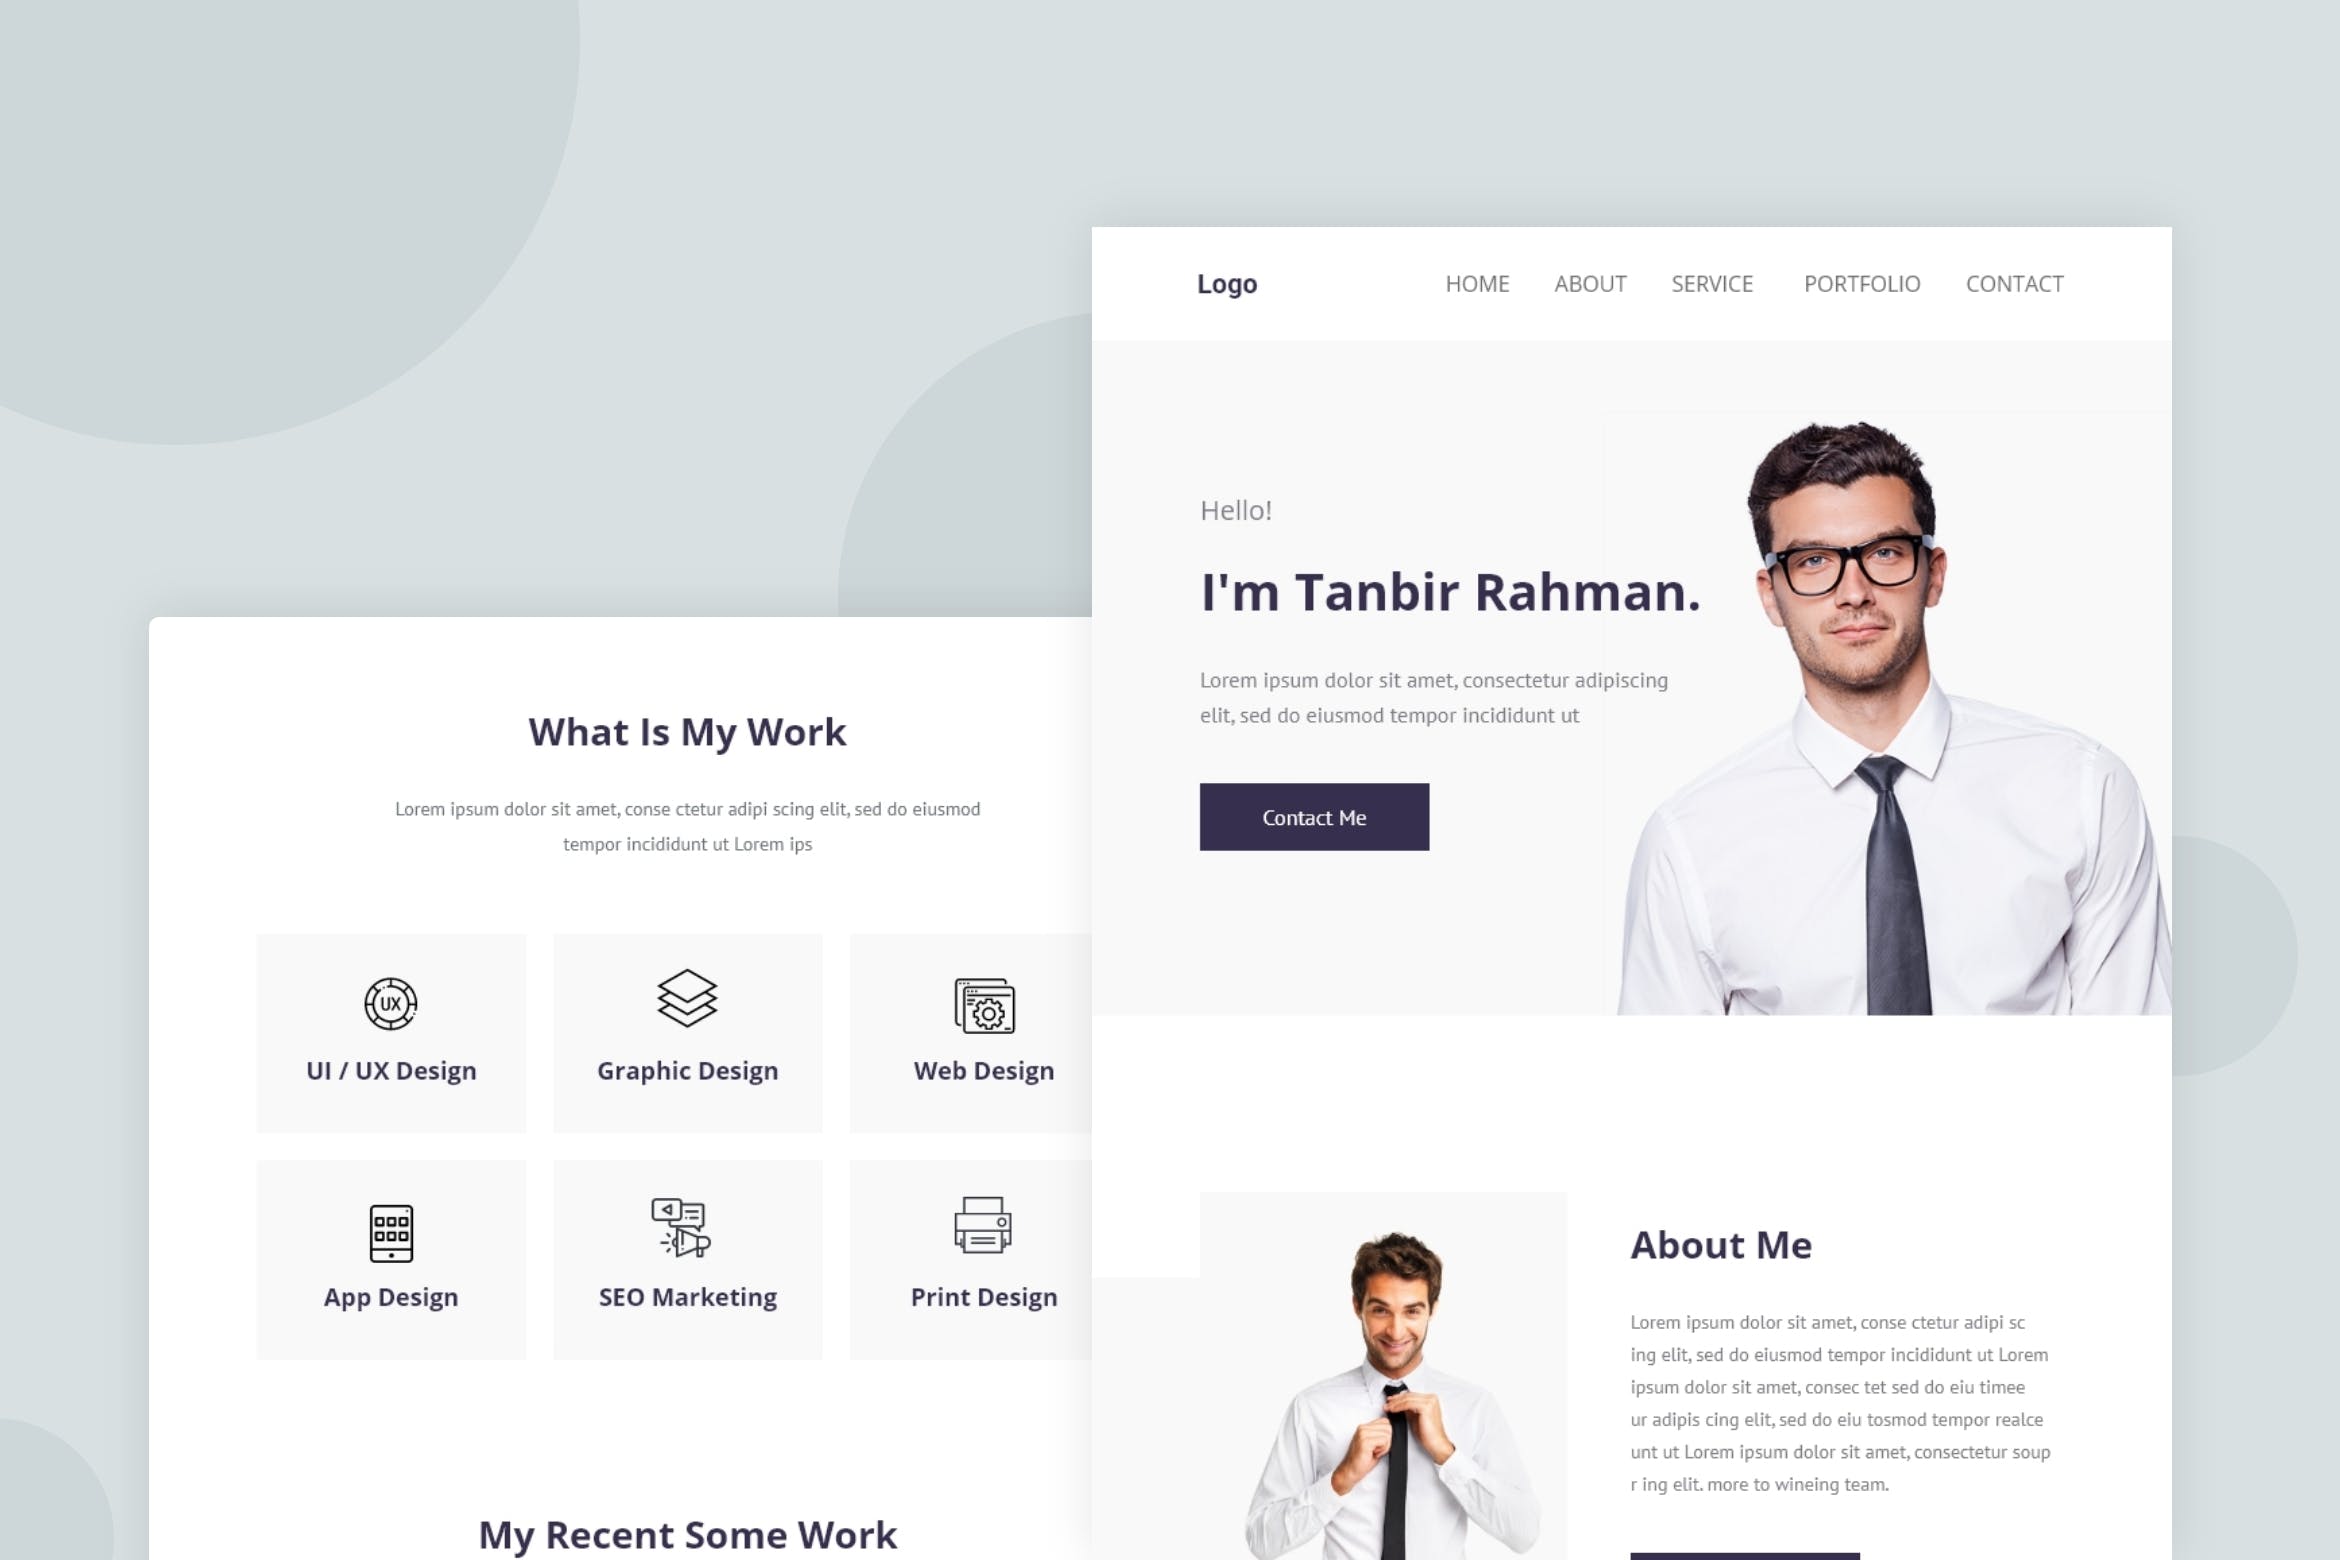 Logo
HOME ABOUT SERVICE PORTFOLIO CONTACT
Hello!
I'm Tanbir Rahman.
Lorem ipsum dolor sit amet, consectetur adipiscing
elit, sed do eiusmod tempor incididunt ut
Contact Me
About Me
Lorem ipsum dolor sit amet, conse ctetur adipi sc
ing elit, sed do eiusmod tempor incididunt ut Lorem
ipsum dolor sit amet, consec tet sed do eiu timee
ur adipis cing elit, sed do eiu tosmod tempor realce
unt ut Lorem ipsum dolor sit amet, consectetur soup
r ing elit. more to wineing team.
What Is My Work
Lorem ipsum dolor sit amet, conse ctetur adipi scing elit, sed do eiusmod
tempor incididunt ut Lorem ips
UX
UI / UX Design
Graphic Design
Web Design
App Design
SEO Marketing
Print Design
My Recent Some Work